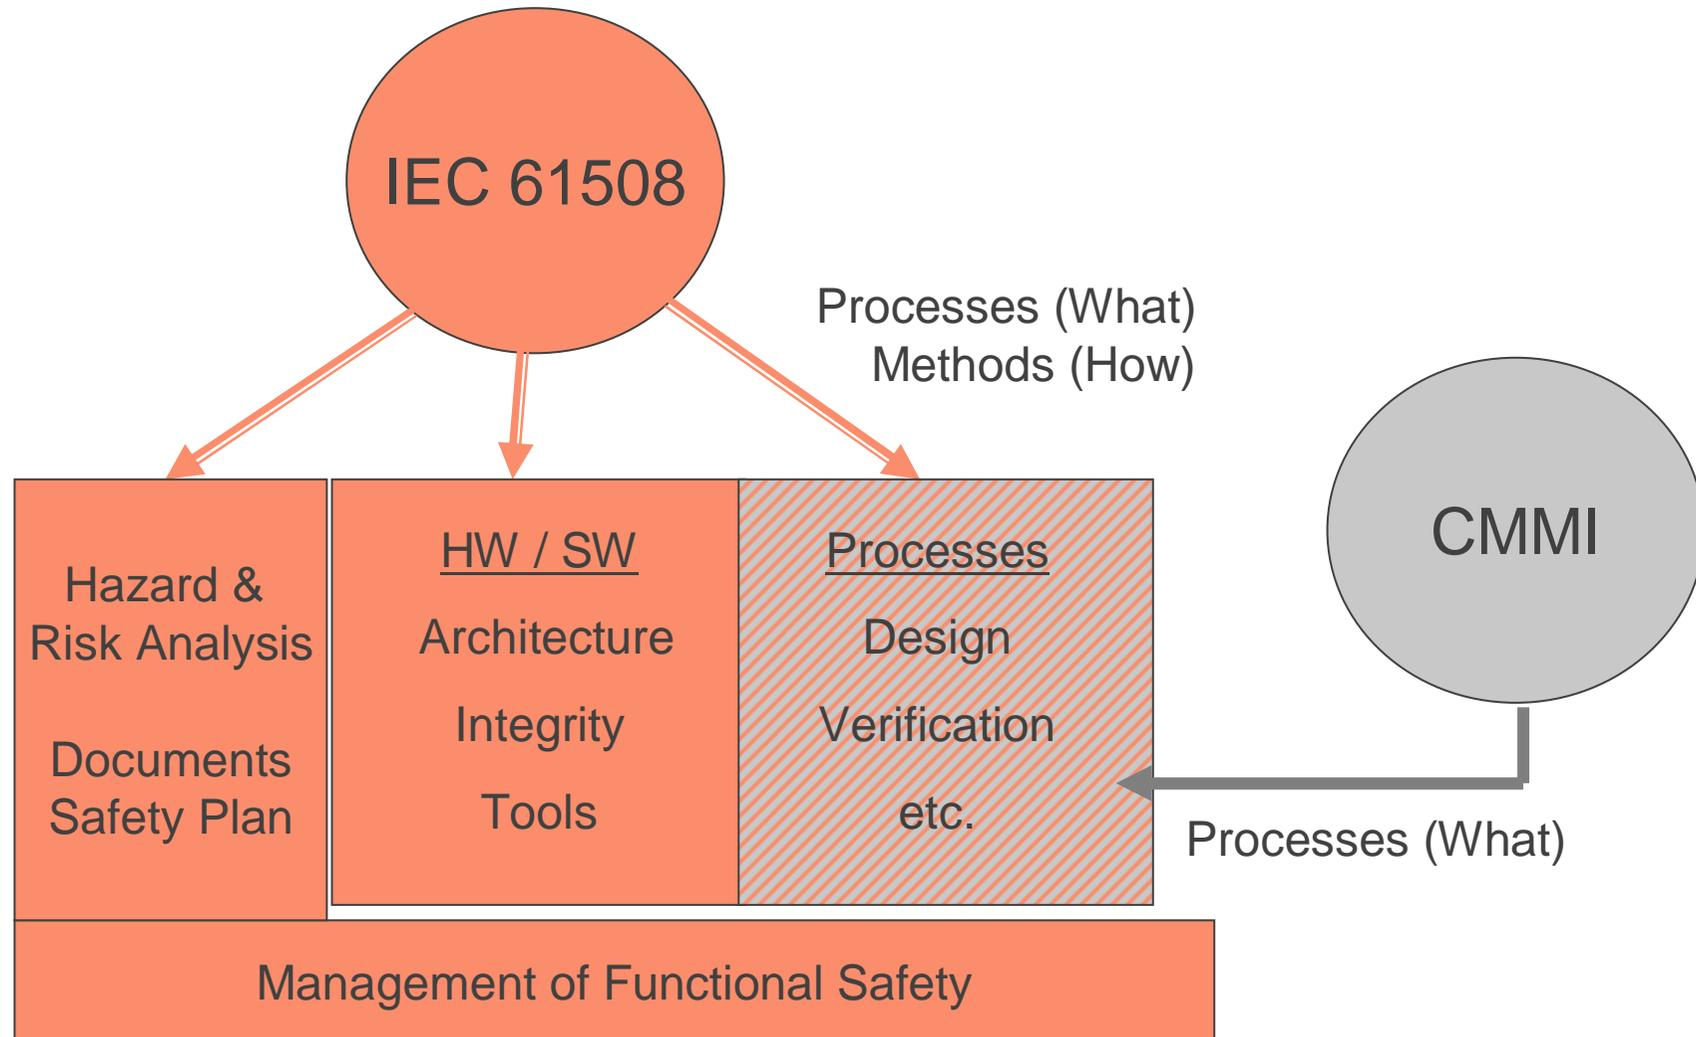 IEC 61508
Processes (What)
Methods (How)
CMMI
Hazard &
Risk Analysis
Documents
Safety Plan
HW / SW
Architecture
Integrity
Tools
Processes
Design
Verification
etc.
Processes (What)
Management of Functional Safety